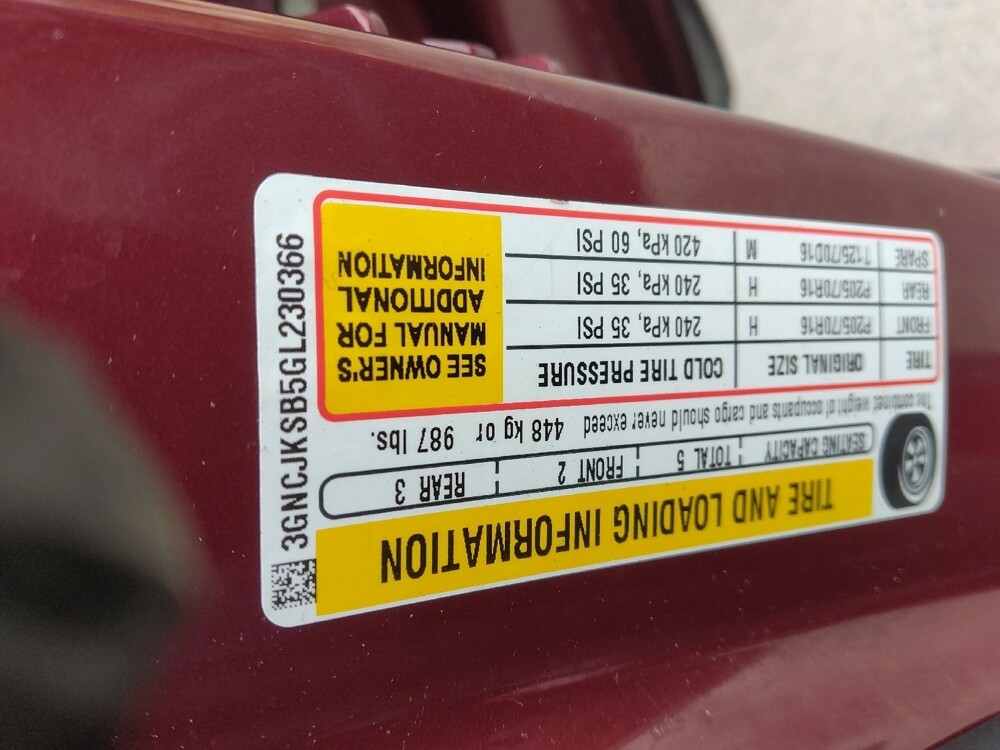 TIRE AND LOADING INFORMATION
SEATING CAPACITY TOTAL 5 FRONT 2 REAR 3
The combined weight of occupants and cargo should never exceed 448 kg or 987 lbs.
TIRE ORIGINAL SIZE COLD TIRE PRESSURE
FRONT P205/70R16 H 240 kPa, 35 PSI
REAR P205/70R16 H 240 kPa, 35 PSI
SPARE T125/70D16 M 420 kPa, 60 PSI
SEE OWNER'S
MANUAL FOR
ADDITIONAL
INFORMATION
3GNCJKSB5GL230366